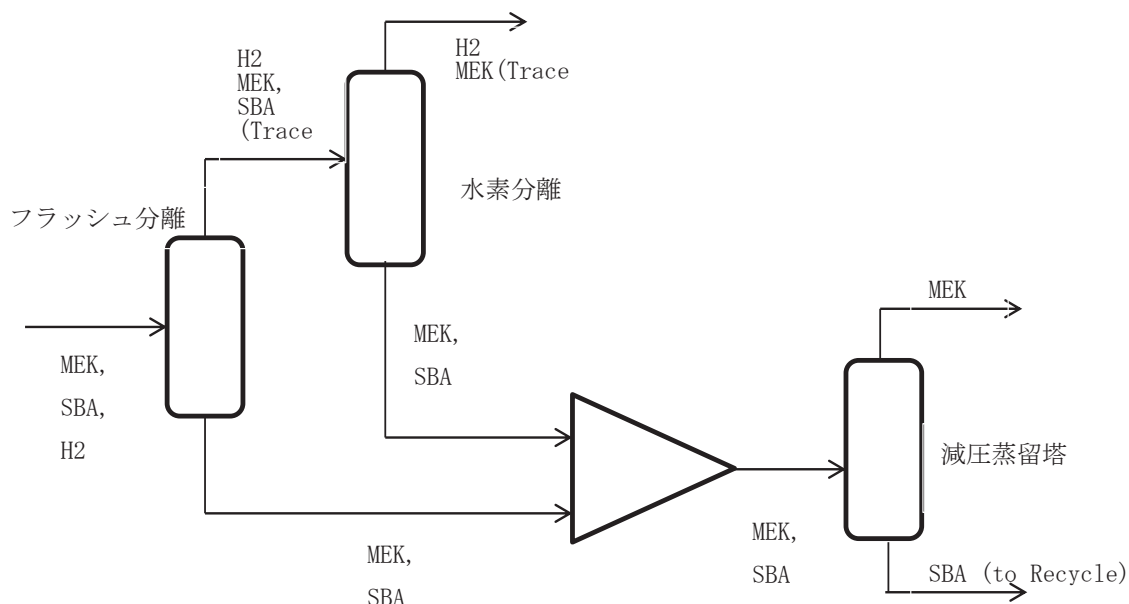 H2
MEK,
SBA
(Trace
H2
MEK(Trace
水素分離
フラッシュ分離
MEK,
SBA,
H2
MEK,
SBA
MEK
減圧蒸留塔
MEK,
SBA
MEK,
SBA
SBA (to Recycle)